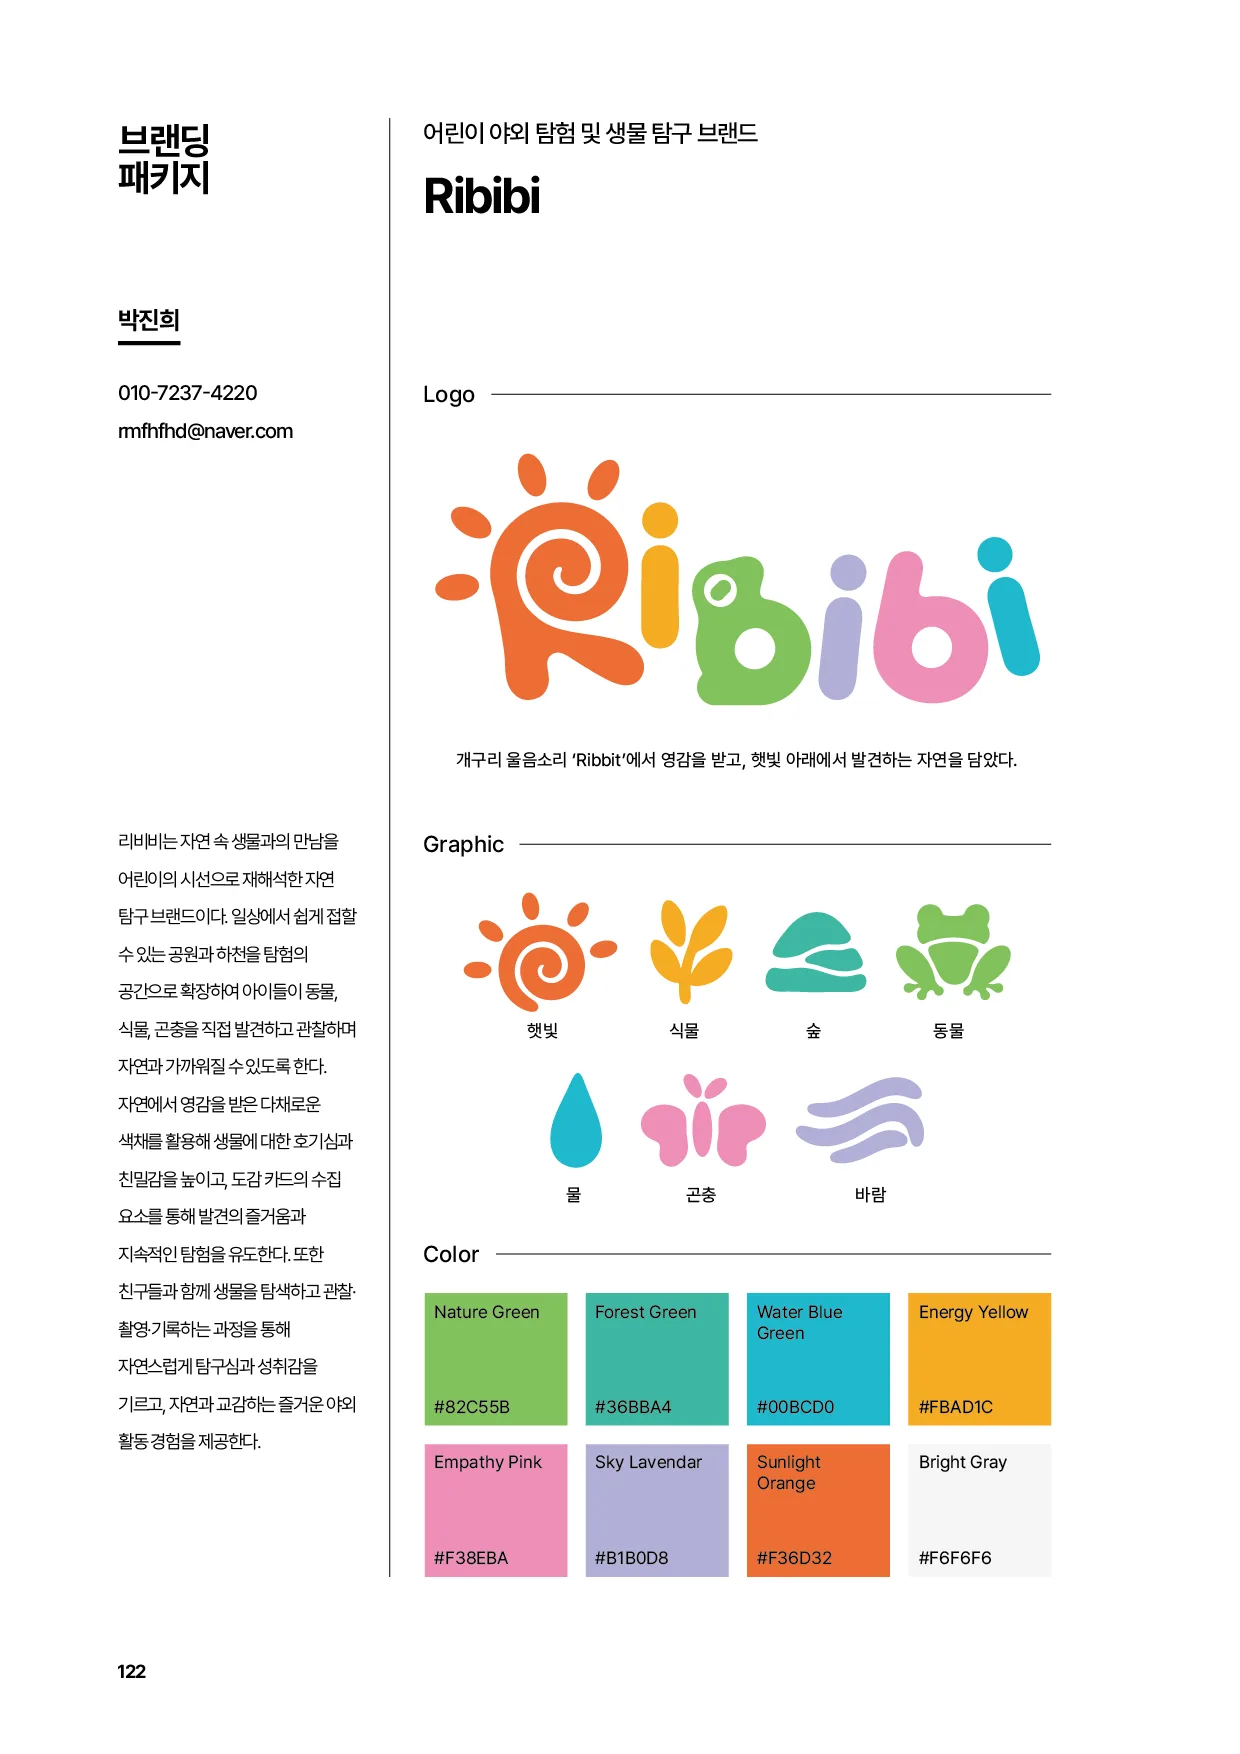 브랜딩
패키지
박진희
010-7237-4220
rmfhfhd@naver.com
리비비는 자연 속 생물과의 만남을
어린이의 시선으로 재해석한 자연
탐구 브랜드이다. 일상에서 쉽게 접할
수 있는 공원과 하천을 탐험의
공간으로 확장하여 아이들이 동물,
식물, 곤충을 직접 발견하고 관찰하며
자연과 가까워질 수 있도록 한다.
자연에서 영감을 받은 다채로운
색채를 활용해 생물에 대한 호기심과
친밀감을 높이고, 도감 카드의 수집
요소를 통해 발견의 즐거움과
지속적인 탐험을 유도한다. 또한
친구들과 함께 생물을 탐색하고 관찰·
촬영·기록하는 과정을 통해
자연스럽게 탐구심과 성취감을
기르고, 자연과 교감하는 즐거운 야외
활동 경험을 제공한다.
어린이 야외 탐험 및 생물 탐구 브랜드
Ribibi
Logo
Ribibi
개구리 울음소리 ‘Ribbit’에서 영감을 받고, 햇빛 아래에서 발견하는 자연을 담았다.
Graphic
햇빛 식물 숲 동물
물 곤충 바람
Color
Nature Green
#82C55B
Forest Green
#36BBA4
Water Blue
Green
#00BCD0
Energy Yellow
#FBAD1C
Empathy Pink
#F38EBA
Sky Lavendar
#B1B0D8
Sunlight
Orange
#F36D32
Bright Gray
#F6F6F6
122